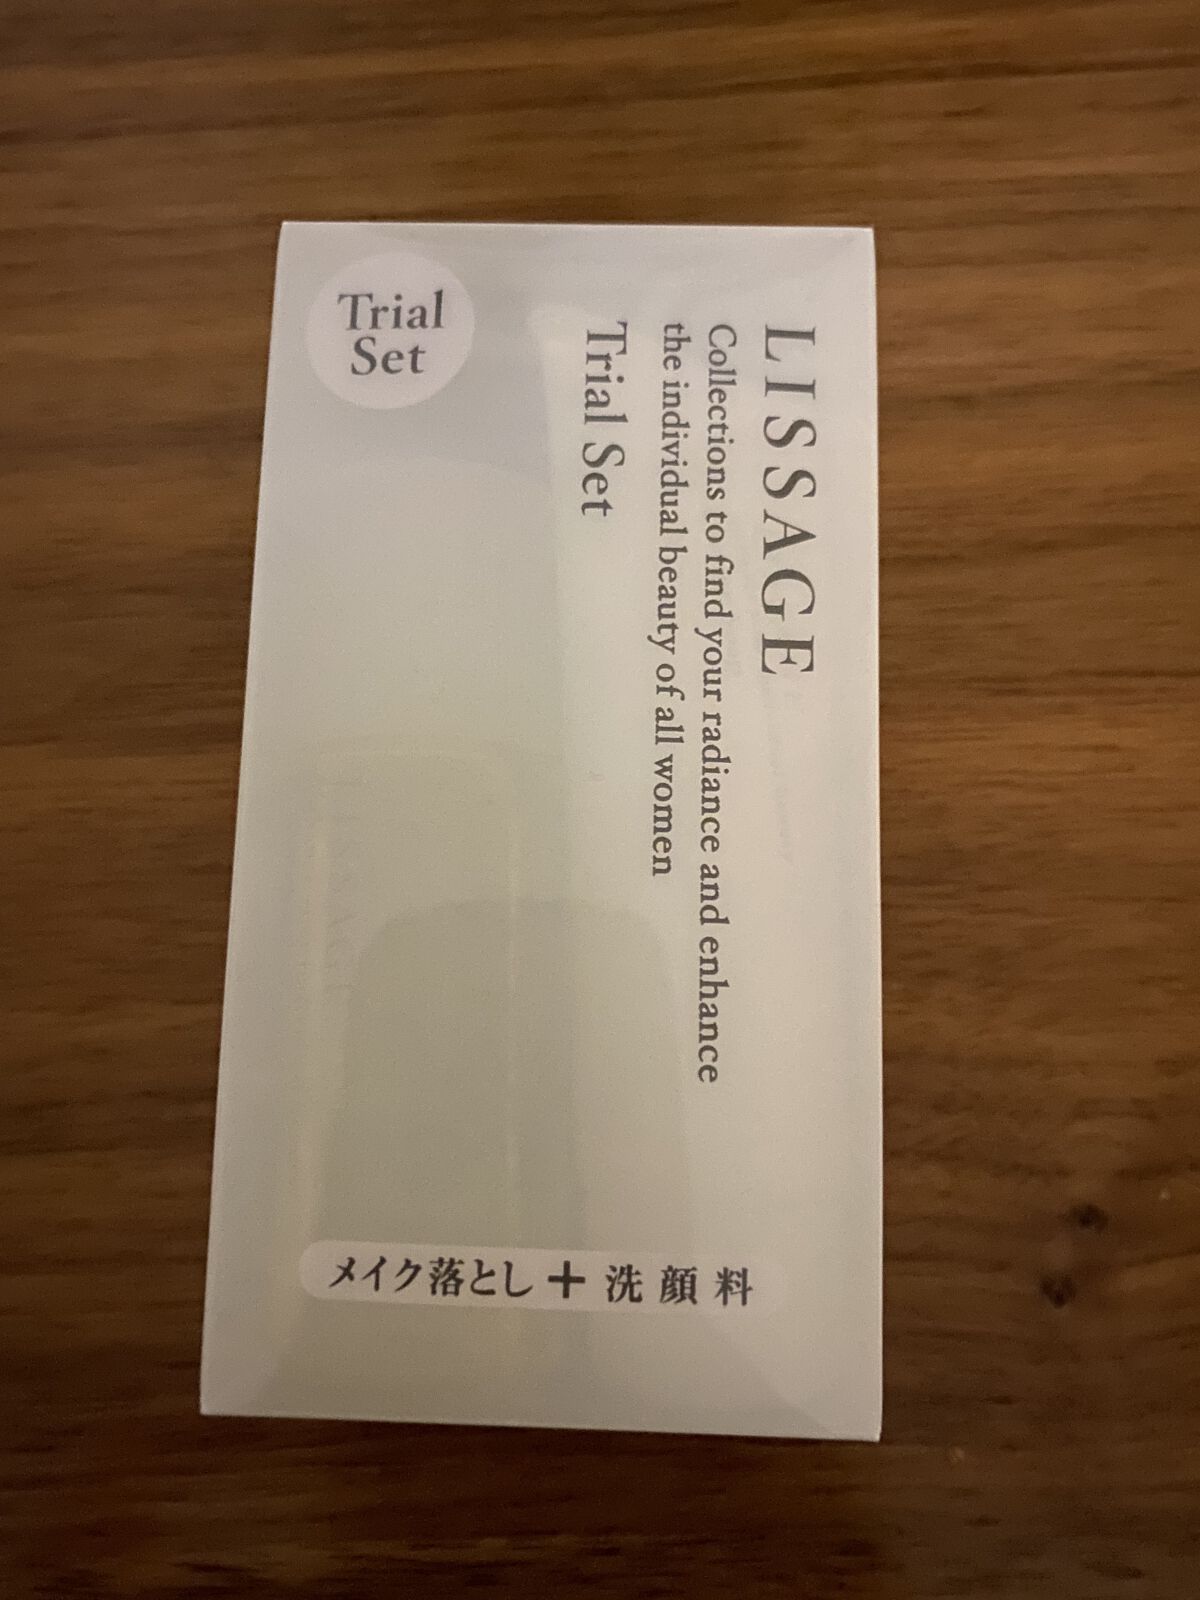 Trial
Set
LISSAGE
Collections to find your radiance and enhance
the individual beauty of all women
Trial Set
メイク落とし＋洗顔料